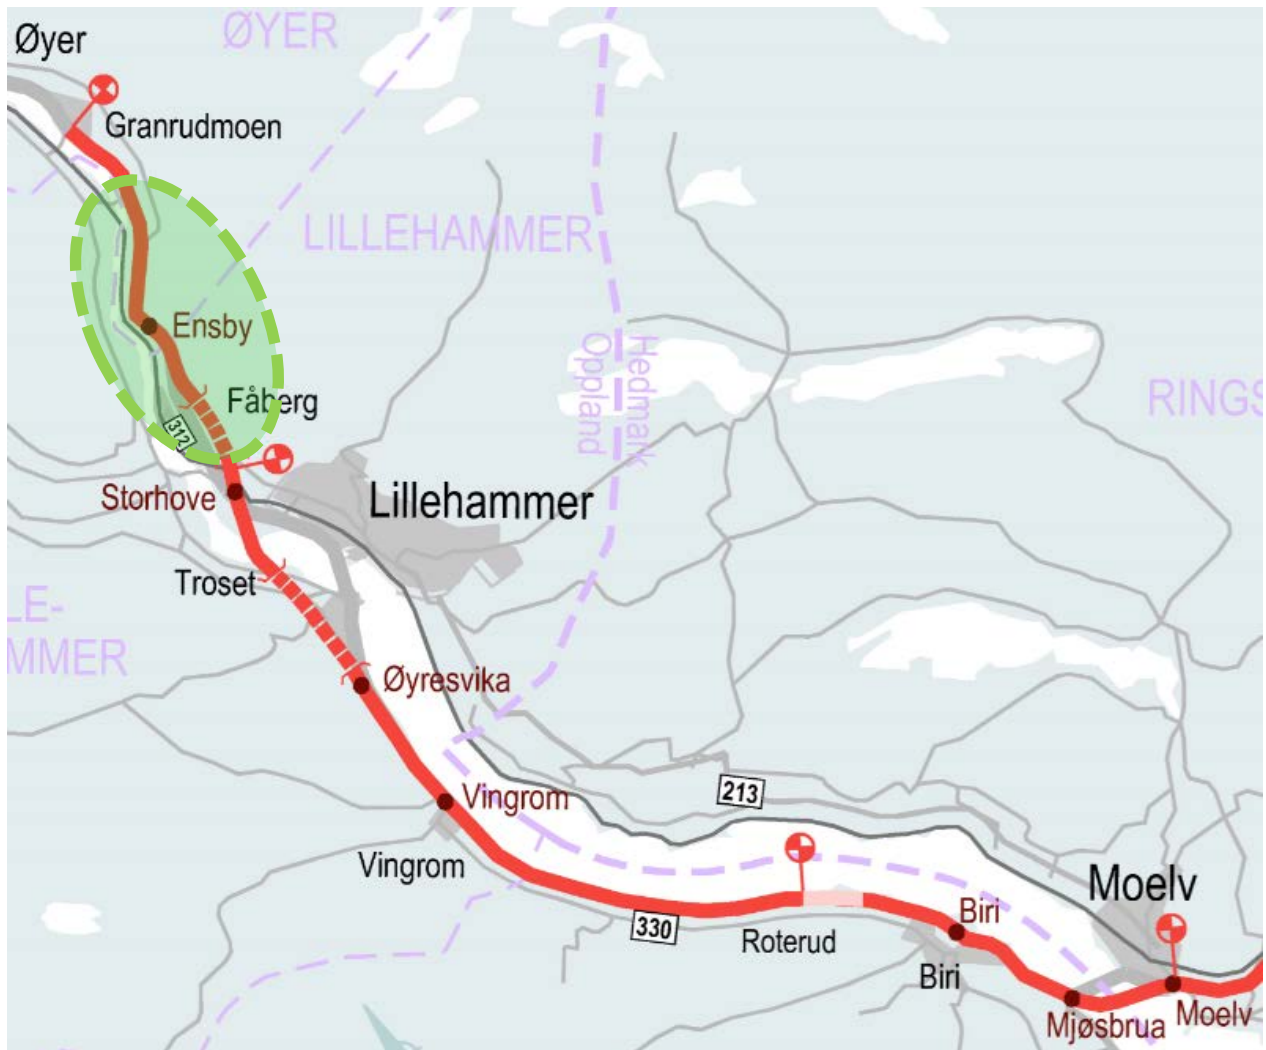 Øyer
ØYER
Granrudmoen
LILLEHAMMER
Ensby
Hedmark
Oppland
Fåberg
RINGS
312
Storhove
Lillehammer
Troset
LE-
MMER
Øyresvika
213
Vingrom
Vingrom
Moelv
330
Roterud
Biri
Biri
Mjøsbrua
Moelv